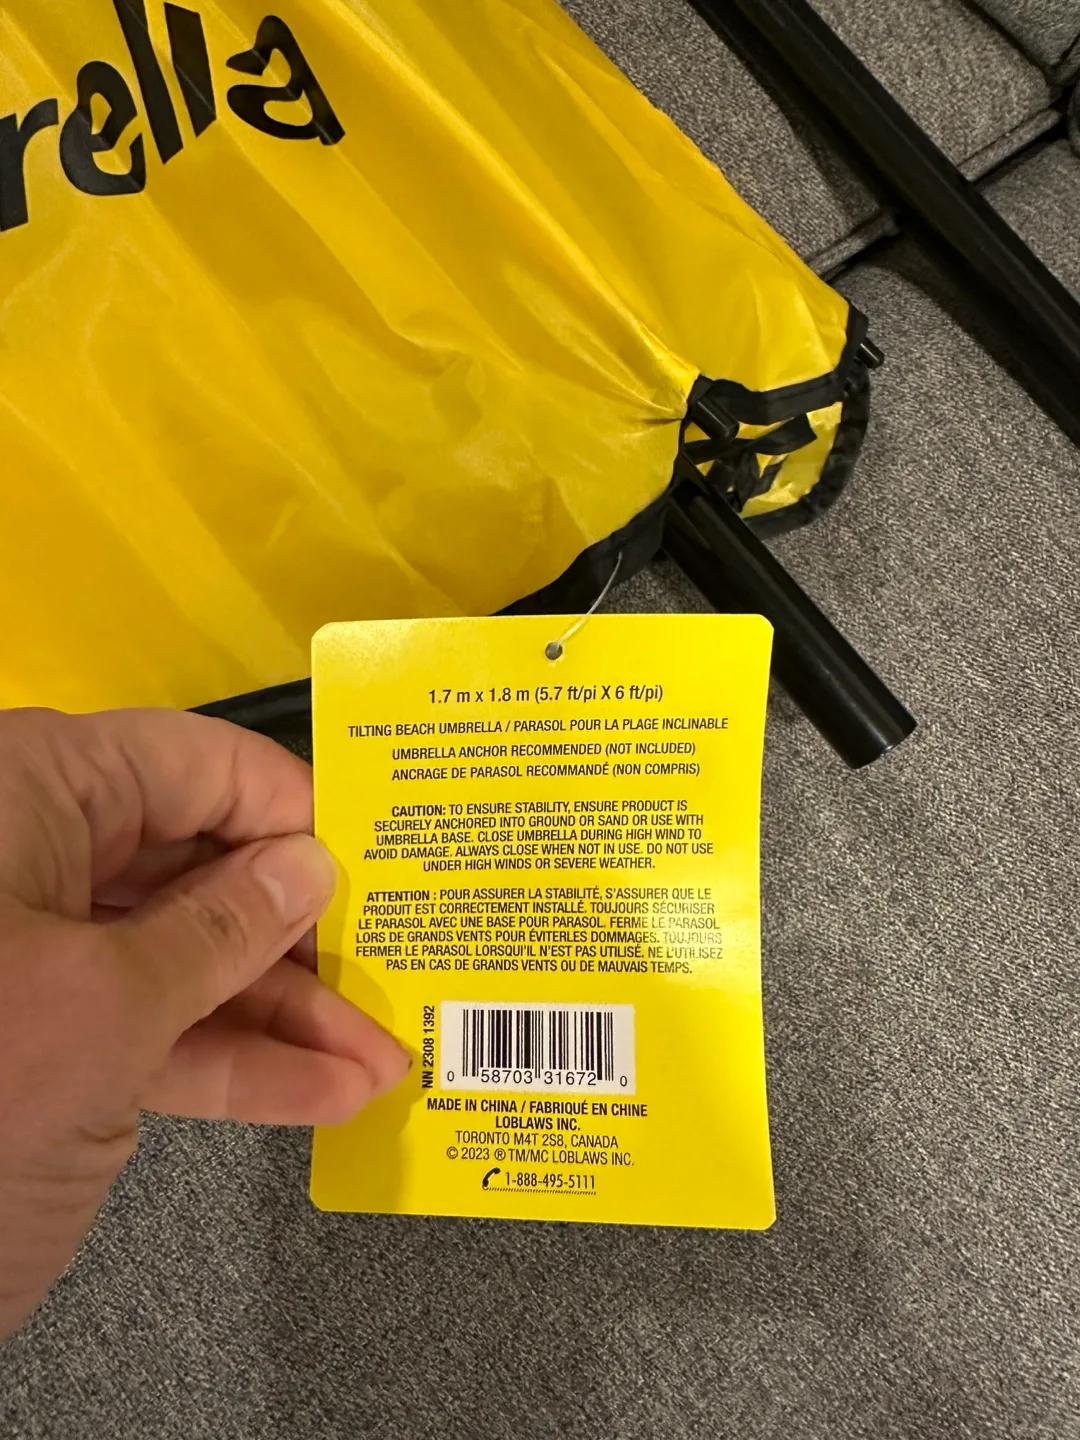 rella
1.7 m x 1.8 m (5.7 ft/pi X 6 ft/pi)
TILTING BEACH UMBRELLA / PARASOL POUR LA PLAGE INCLINABLE
UMBRELLA ANCHOR RECOMMENDED (NOT INCLUDED)
ANCRAGE DE PARASOL RECOMMANDÉ (NON COMPRIS)
CAUTION: TO ENSURE STABILITY, ENSURE PRODUCT IS
SECURELY ANCHORED INTO GROUND OR SAND OR USE WITH
UMBRELLA BASE. CLOSE UMBRELLA DURING HIGH WIND TO
AVOID DAMAGE. ALWAYS CLOSE WHEN NOT IN USE. DO NOT USE
UNDER HIGH WINDS OR SEVERE WEATHER.
ATTENTION : POUR ASSURER LA STABILITÉ, S'ASSURER QUE LE
PRODUIT EST CORRECTEMENT INSTALLÉ. TOUJOURS SÉCURISER
LE PARASOL AVEC UNE BASE POUR PARASOL. FERME LE PARASOL
LORS DE GRANDS VENTS POUR ÉVITERLES DOMMAGES. TOUJOURS
FERMER LE PARASOL LORSQU'IL N'EST PAS UTILISÉ. NE L'UTILISEZ
PAS EN CAS DE GRANDS VENTS OU DE MAUVAIS TEMPS.
NN 2308 1392
0 58703 31672 0
MADE IN CHINA / FABRIQUÉ EN CHINE
LOBLAWS INC.
TORONTO M4T 2S8, CANADA
© 2023 ® TM/MC LOBLAWS INC.
1-888-495-5111